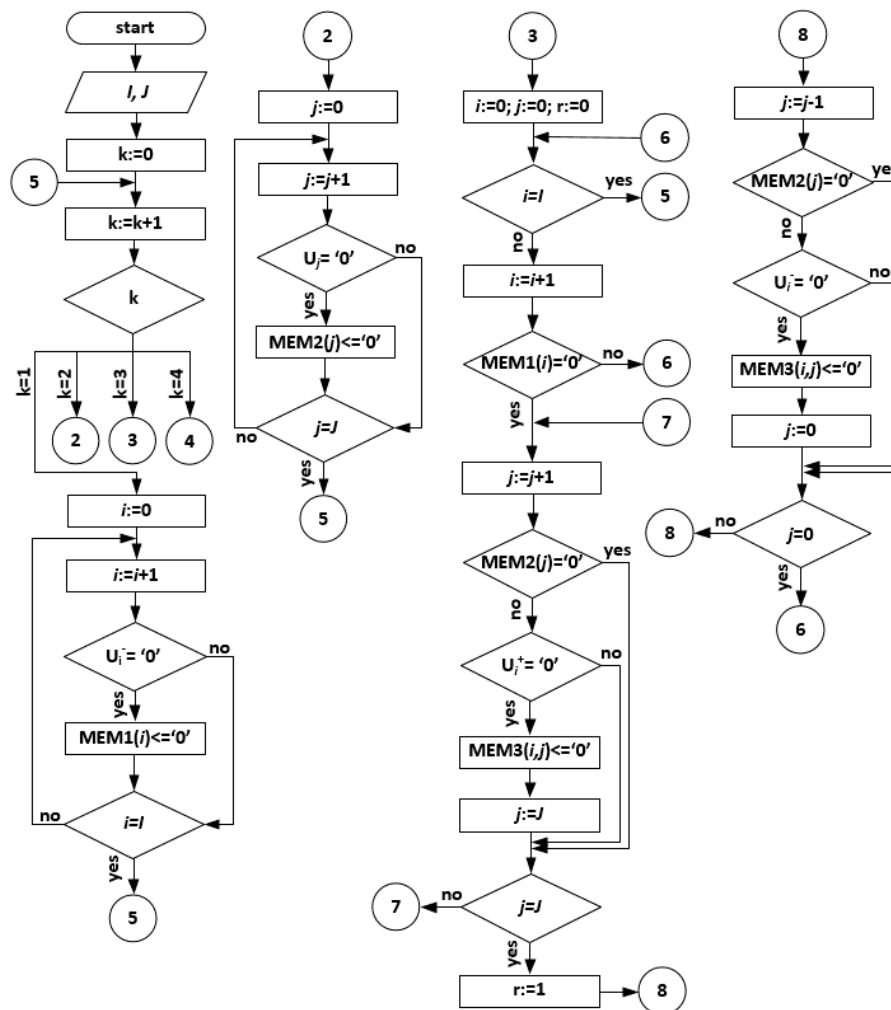 start
I, J
k:=0
5
k:=k+1
k
k=1
k=2
k=3
k=4
2
3
4
i:=0
i:=i+1
Uᵢ⁻= ‘0’
no
yes
MEM1(i)<=‘0’
no
i=I
yes
5
2
j:=0
j:=j+1
Uⱼ= ‘0’
no
yes
MEM2(j)<=‘0’
j=J
no
yes
5
3
i:=0; j:=0; r:=0
6
i=I
yes
5
no
i:=i+1
MEM1(i)=‘0’
no
6
yes
7
j:=j+1
MEM2(j)=‘0’
yes
no
Uᵢ⁺= ‘0’
no
yes
MEM3(i,j)<=‘0’
j:=J
7
no
j=J
yes
r:=1
8
8
j:=j-1
MEM2(j)=‘0’
ye
no
Uᵢ⁻= ‘0’
no
yes
MEM3(i,j)<=‘0’
j:=0
8
no
j=0
yes
6